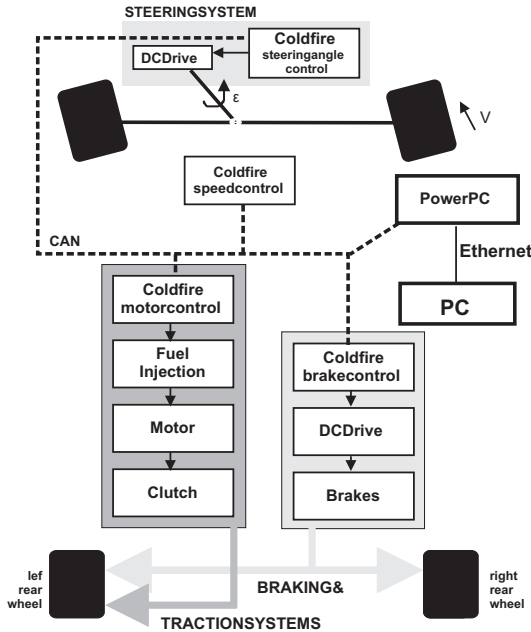 STEERINGSYSTEM
Coldfire
steeringangle
control
DCDrive
ε
V
Coldfire
speedcontrol
PowerPC
CAN
Ethernet
PC
Coldfire
motorcontrol
Fuel
Injection
Motor
Clutch
Coldfire
brakecontrol
DCDrive
Brakes
lef
rear
wheel
BRAKING&
right
rear
wheel
TRACTIONSYSTEMS